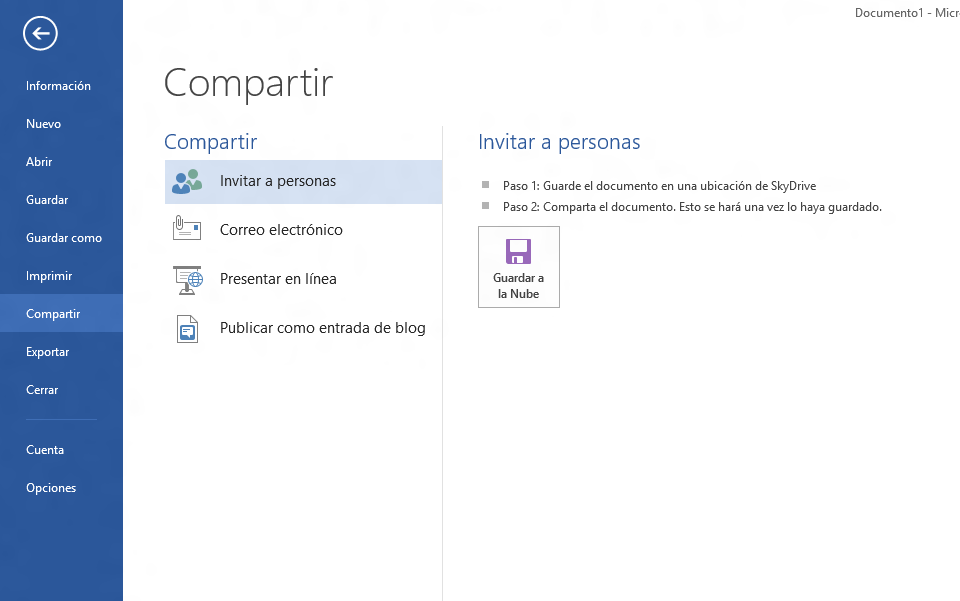 Documento1 - Micr
Información
Nuevo
Abrir
Guardar
Guardar como
Imprimir
Compartir
Exportar
Cerrar
Cuenta
Opciones
Compartir
Compartir
Invitar a personas
Correo electrónico
Presentar en línea
Publicar como entrada de blog
Invitar a personas
Paso 1: Guarde el documento en una ubicación de SkyDrive
Paso 2: Comparta el documento. Esto se hará una vez lo haya guardado.
Guardar a
la Nube